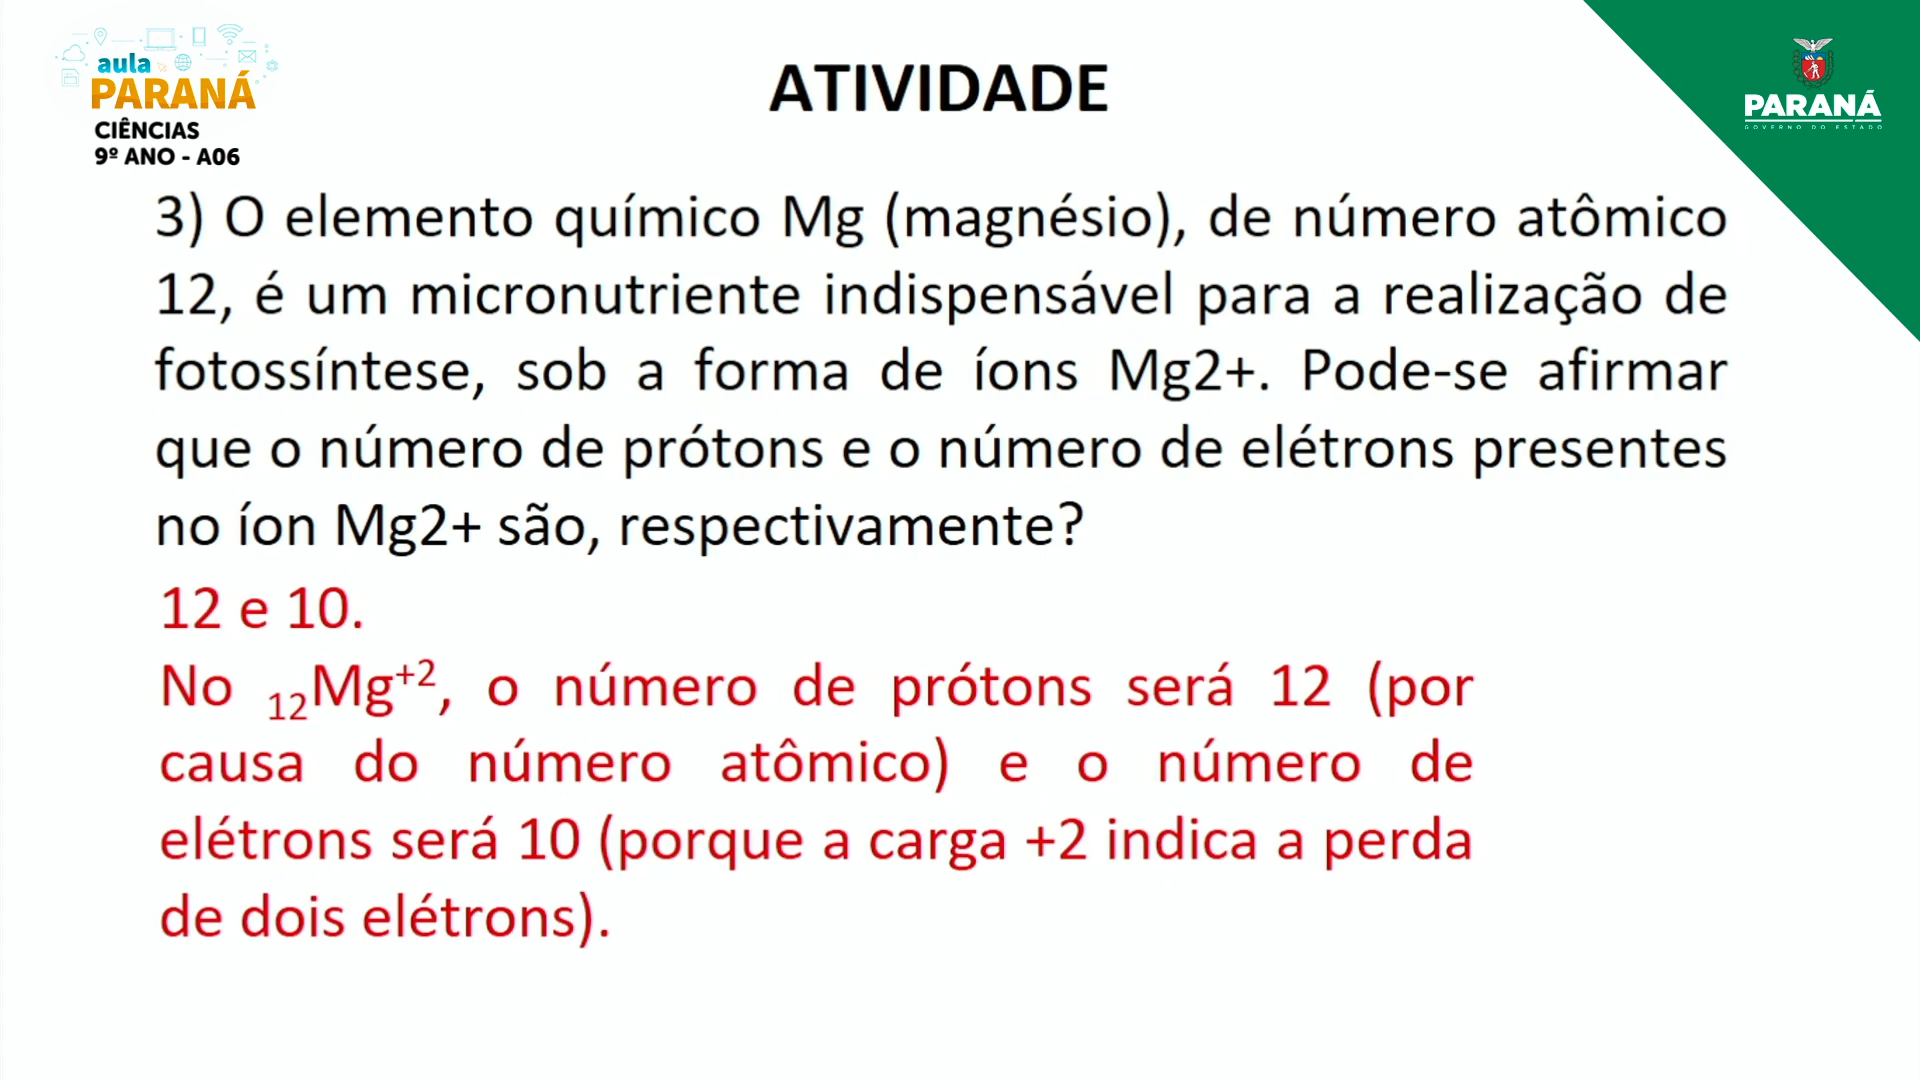 aula
PARANÁ
CIÊNCIAS
9º ANO - A06
ATIVIDADE
PARANÁ
GOVERNO DO ESTADO
3) O elemento químico Mg (magnésio), de número atômico
12, é um micronutriente indispensável para a realização de
fotossíntese, sob a forma de íons Mg2+. Pode-se afirmar
que o número de prótons e o número de elétrons presentes
no íon Mg2+ são, respectivamente?
12 e 10.
No ₁₂Mg⁺², o número de prótons será 12 (por
causa do número atômico) e o número de
elétrons será 10 (porque a carga +2 indica a perda
de dois elétrons).